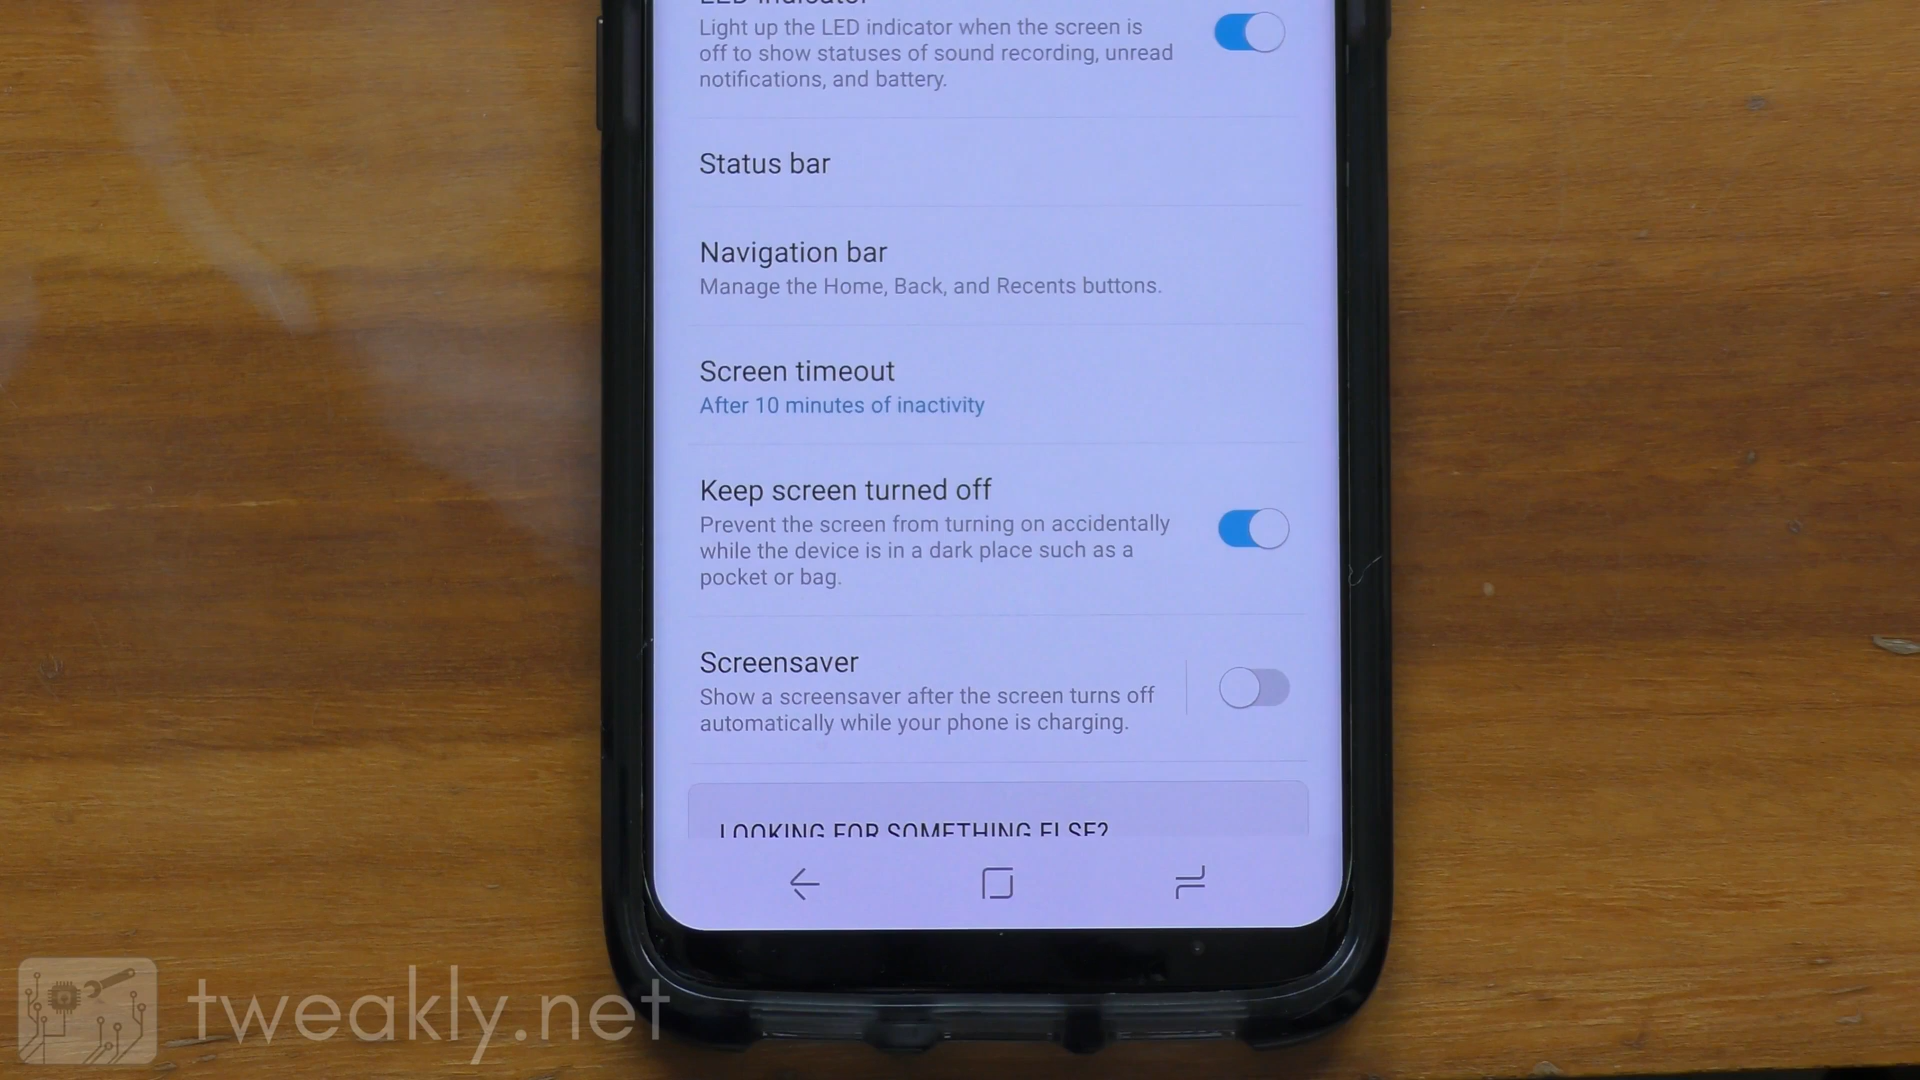 LED indicator
Light up the LED indicator when the screen is
off to show statuses of sound recording, unread
notifications, and battery.
Status bar
Navigation bar
Manage the Home, Back, and Recents buttons.
Screen timeout
After 10 minutes of inactivity
Keep screen turned off
Prevent the screen from turning on accidentally
while the device is in a dark place such as a
pocket or bag.
Screensaver
Show a screensaver after the screen turns off
automatically while your phone is charging.
LOOKING FOR SOMETHING ELSE?
tweakly.net